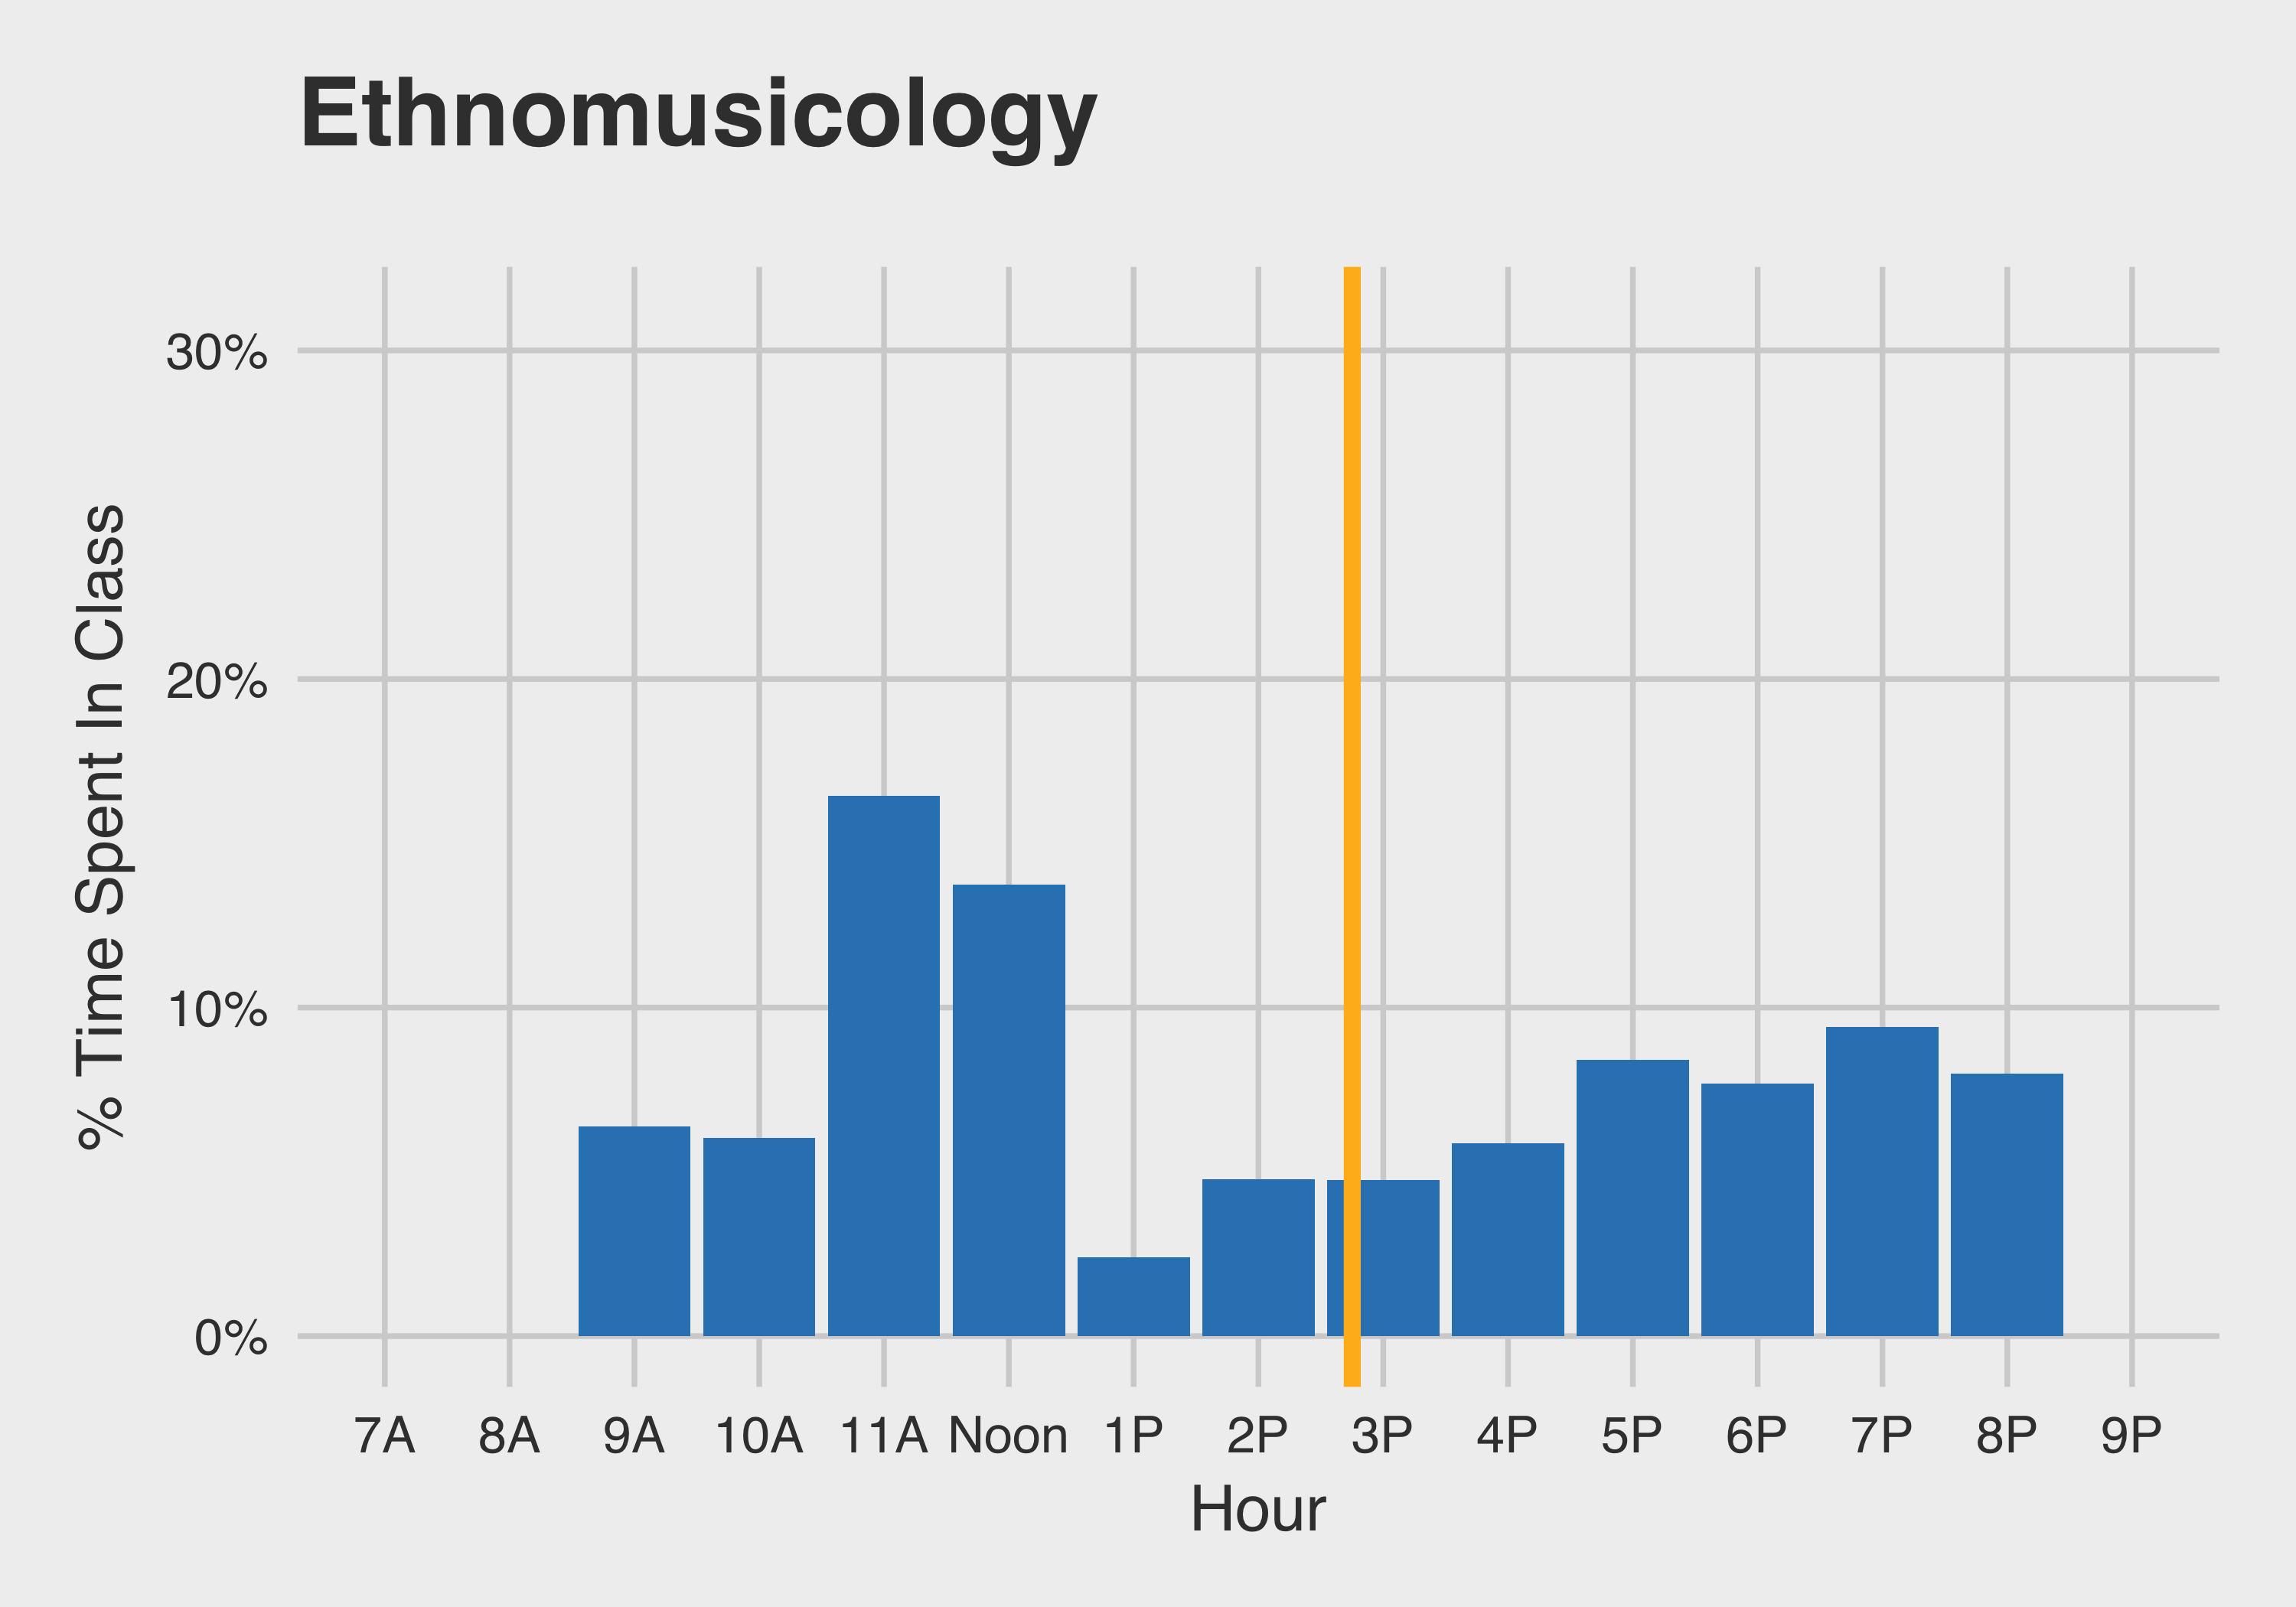 Ethnomusicology
30%
20%
10%
0%
% Time Spent In Class
7A 8A 9A 10A 11A Noon 1P 2P 3P 4P 5P 6P 7P 8P 9P
Hour